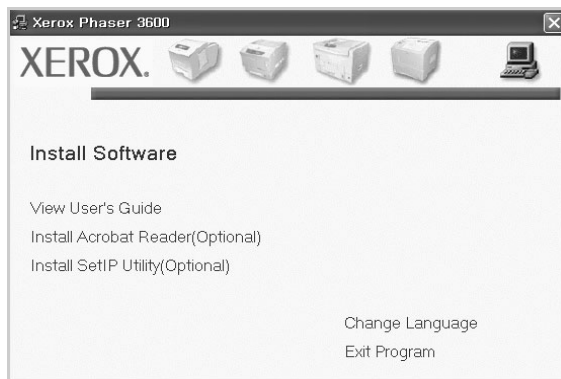 Xerox Phaser 3600
XEROX.
Install Software
View User's Guide
Install Acrobat Reader(Optional)
Install SetIP Utility(Optional)
Change Language
Exit Program